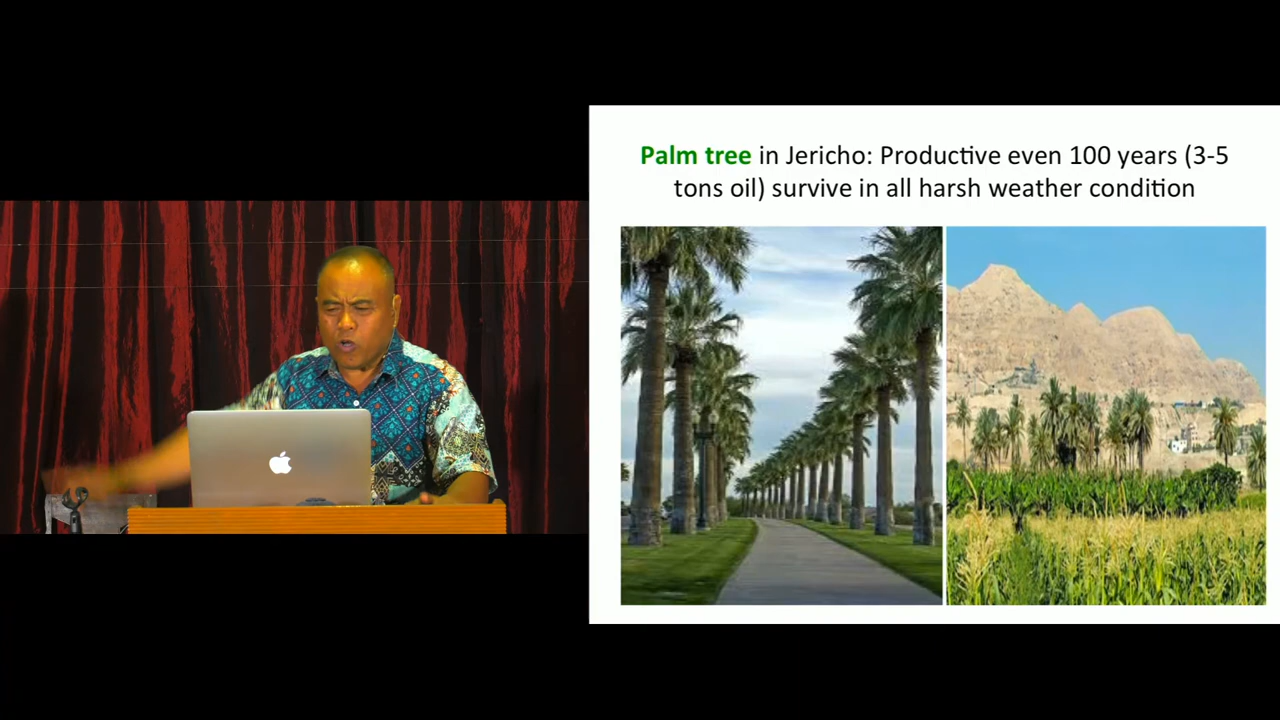 Palm tree in Jericho: Productive even 100 years (3-5
tons oil) survive in all harsh weather condition